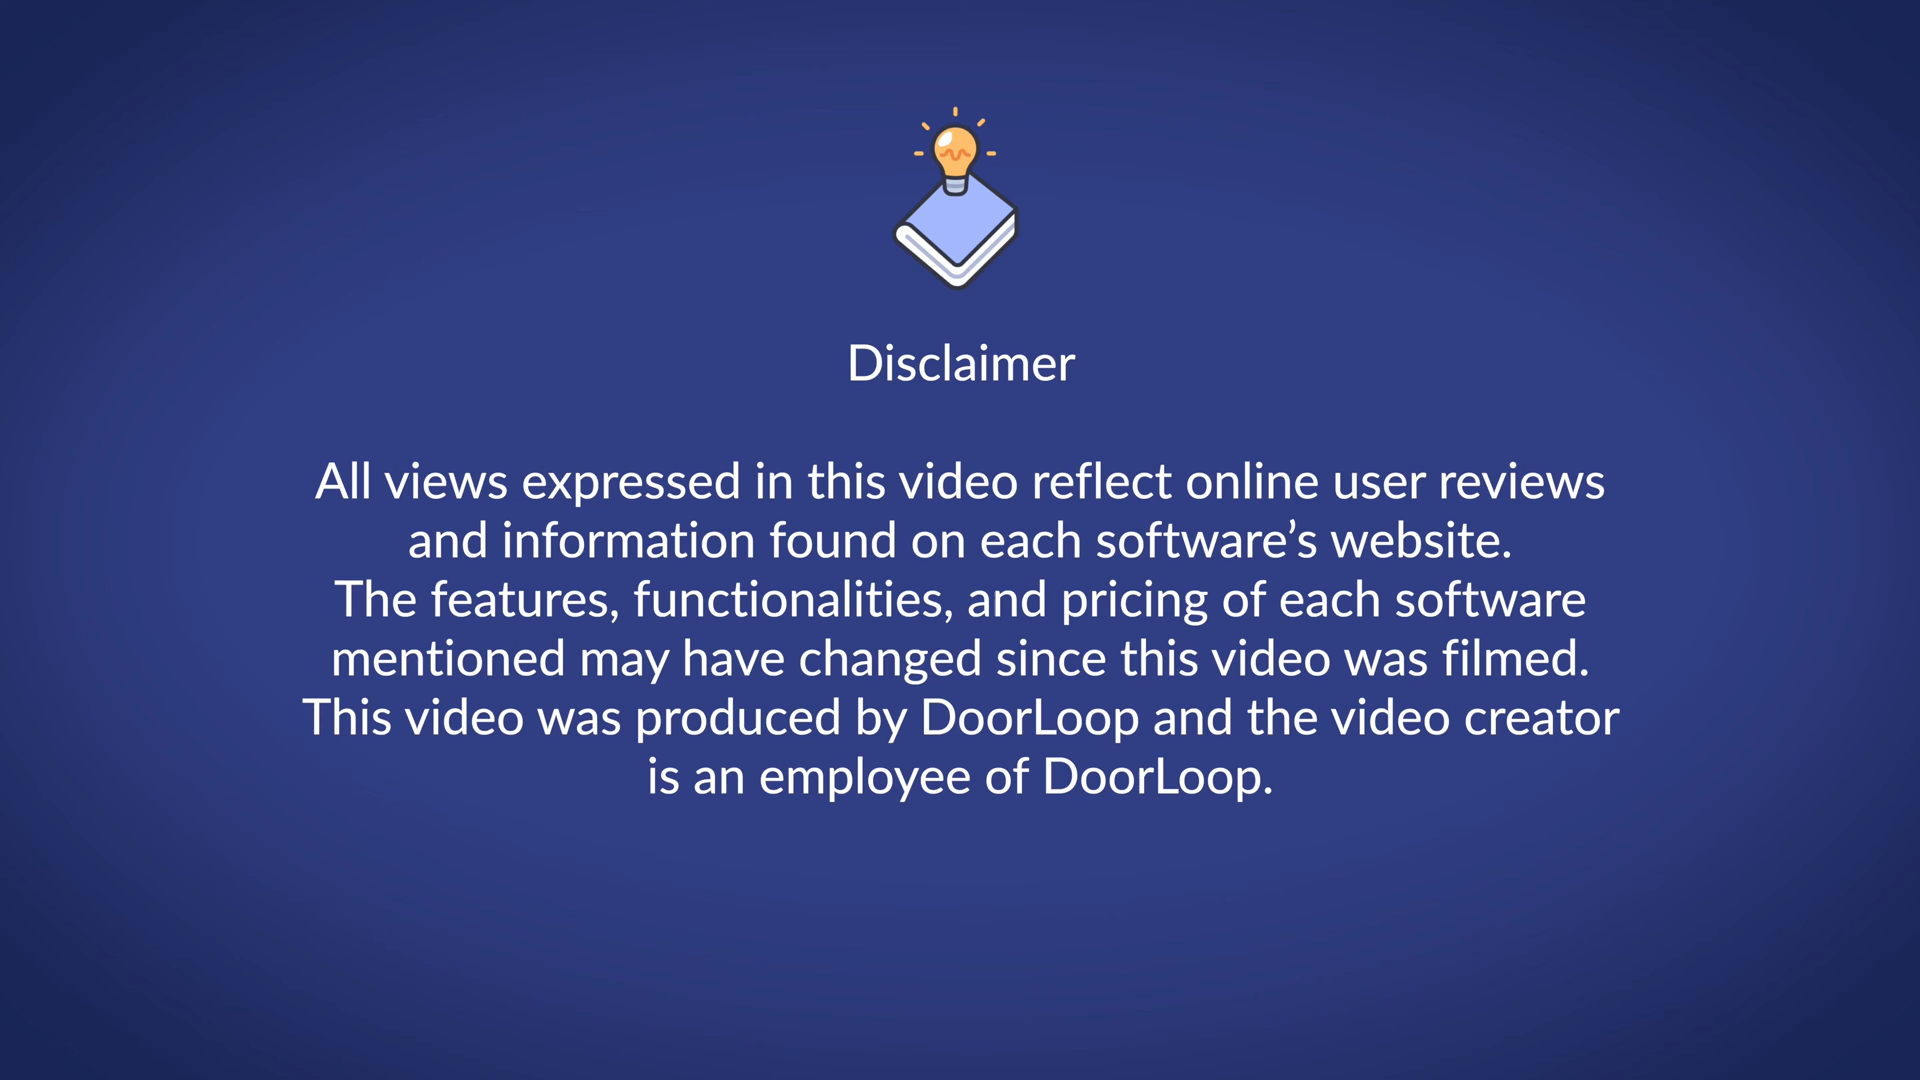 Disclaimer
All views expressed in this video reflect online user reviews
and information found on each software’s website.
The features, functionalities, and pricing of each software
mentioned may have changed since this video was filmed.
This video was produced by DoorLoop and the video creator
is an employee of DoorLoop.